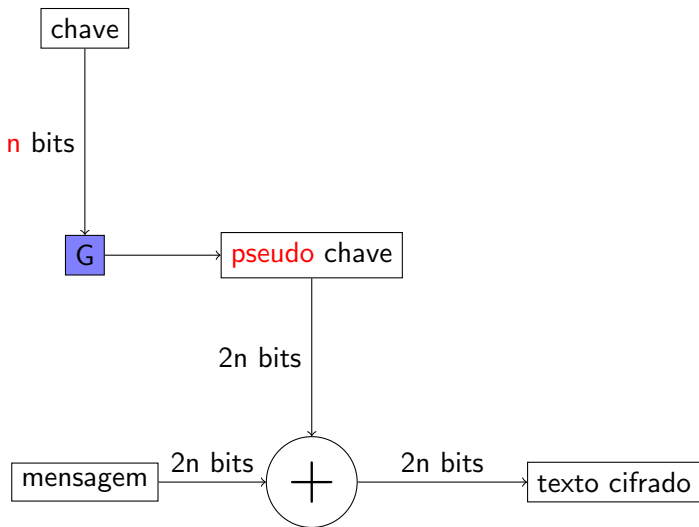 chave
n bits
G
pseudo chave
2n bits
mensagem
2n bits
+
2n bits
texto cifrado